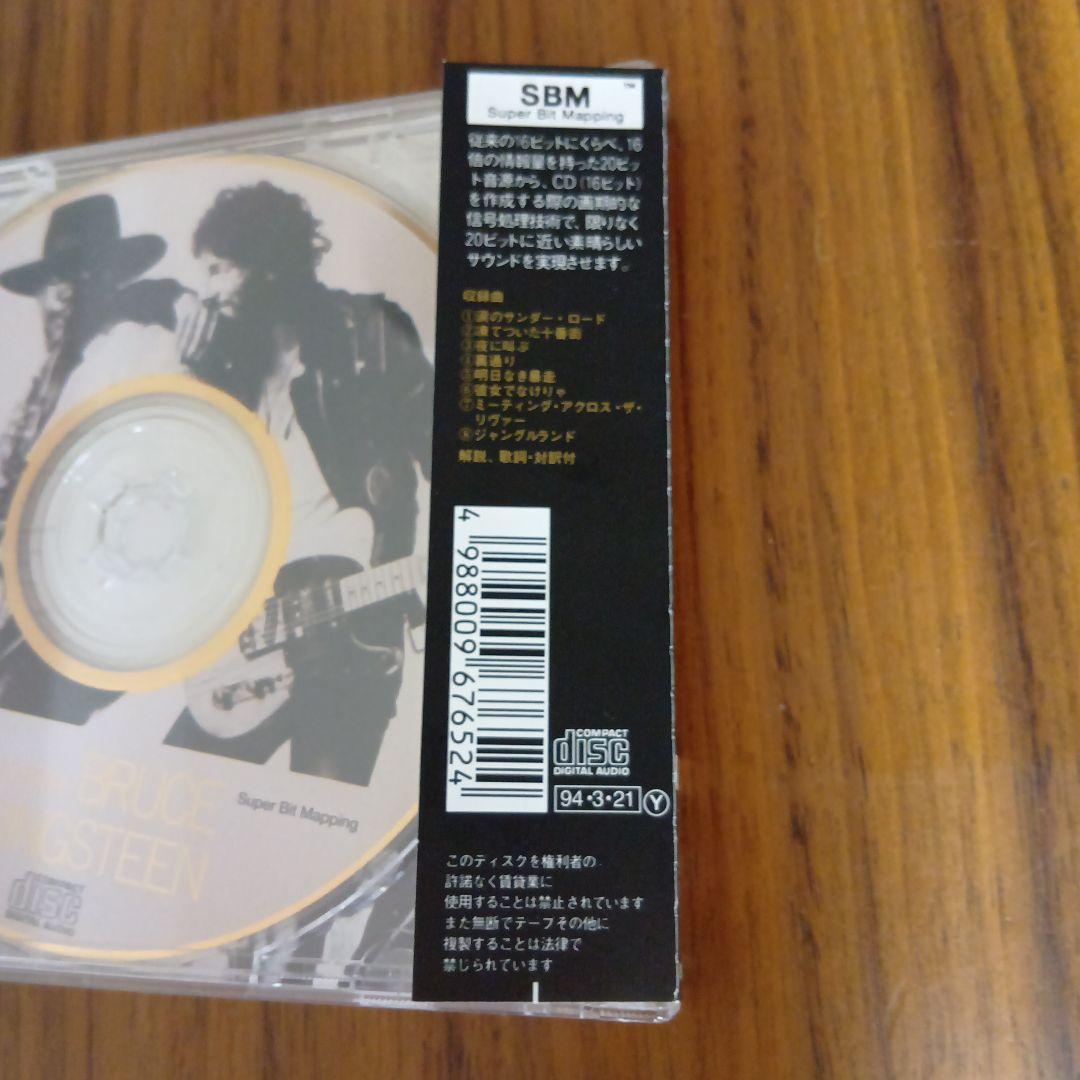 SBM
TM
Super Bit Mapping
従来の16ビットにくらべ、16
倍の情報量を持った20ビッ
ト音源から、CD(16ビット)
を作成する際の画期的な
信号処理技術で、限りなく
20ビットに近い素晴らしい
サウンドを実現させます。
収録曲
①涙のサンダー・ロード
②凍てついた十番街
③夜に叫ぶ
④裏通り
⑤明日なき暴走
⑥彼女でなけりゃ
⑦ミーティング・アクロス・ザ・
リヴァー
⑧ジャングルランド
解説、歌詞・対訳付
4 988009 676524
COMPACT
disc
DIGITAL AUDIO
94・3・21 Y
このディスクを権利者の
許諾なく賃貸業に
使用することは禁止されています
また無断でテープその他に
複製することは法律で
禁じられています
BRUCE
Super Bit Mapping
NGSTEEN
COMPACT
disc
DIGITAL AUDIO